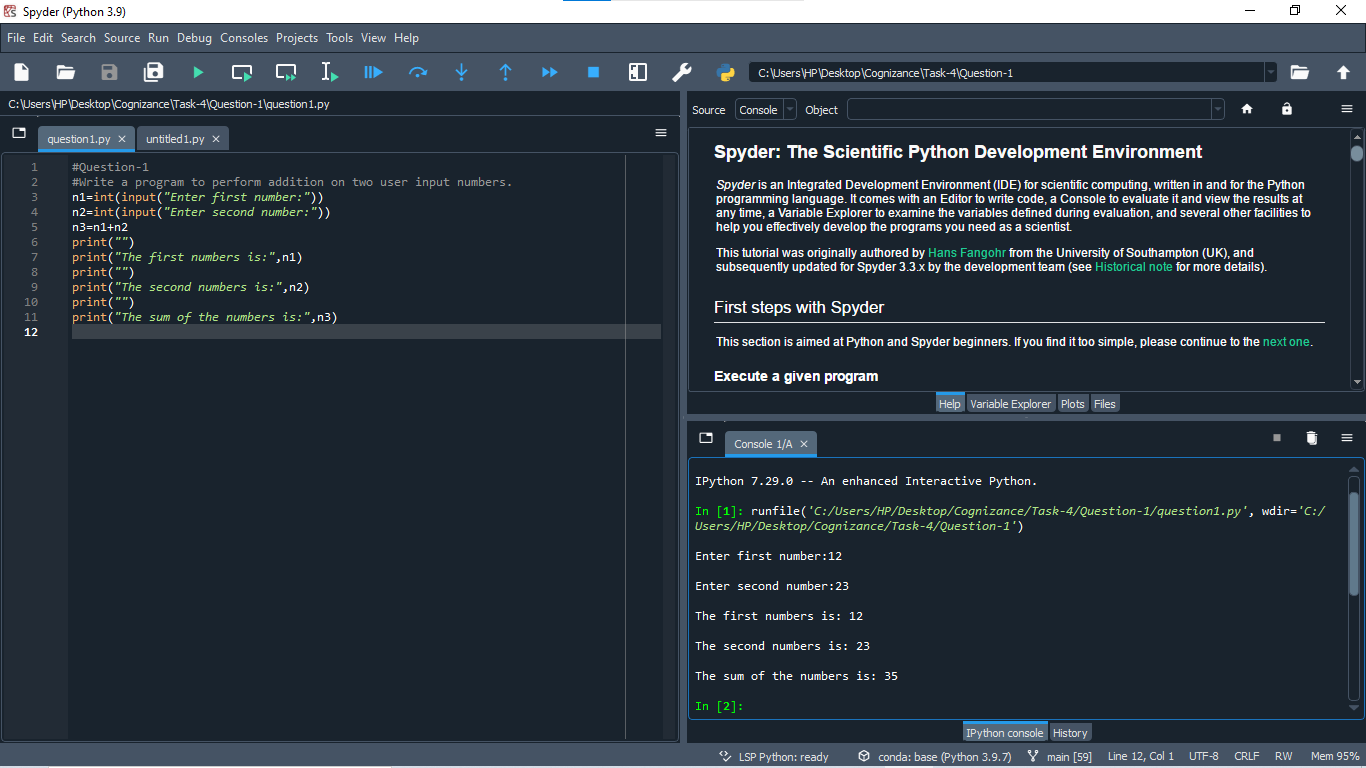 Spyder (Python 3.9)
File Edit Search Source Run Debug Consoles Projects Tools View Help
C:\Users\HP\Desktop\Cognizance\Task-4\Question-1
C:\Users\HP\Desktop\Cognizance\Task-4\Question-1\question1.py
question1.py untitled1.py
1 #Question-1
2 #Write a program to perform addition on two user input numbers.
3 n1=int(input("Enter first number:"))
4 n2=int(input("Enter second number:"))
5 n3=n1+n2
6 print("")
7 print("The first numbers is:",n1)
8 print("")
9 print("The second numbers is:",n2)
10 print("")
11 print("The sum of the numbers is:",n3)
12
Source Console Object
Spyder: The Scientific Python Development Environment
Spyder is an Integrated Development Environment (IDE) for scientific computing, written in and for the Python
programming language. It comes with an Editor to write code, a Console to evaluate it and view the results at
any time, a Variable Explorer to examine the variables defined during evaluation, and several other facilities to
help you effectively develop the programs you need as a scientist.
This tutorial was originally authored by Hans Fangohr from the University of Southampton (UK), and
subsequently updated for Spyder 3.3.x by the development team (see Historical note for more details).
First steps with Spyder
This section is aimed at Python and Spyder beginners. If you find it too simple, please continue to the next one.
Execute a given program
Help Variable Explorer Plots Files
Console 1/A
IPython 7.29.0 -- An enhanced Interactive Python.
In [1]: runfile('C:/Users/HP/Desktop/Cognizance/Task-4/Question-1/question1.py', wdir='C:/
Users/HP/Desktop/Cognizance/Task-4/Question-1')
Enter first number:12
Enter second number:23
The first numbers is: 12
The second numbers is: 23
The sum of the numbers is: 35
In [2]:
IPython console History
LSP Python: ready conda: base (Python 3.9.7) main [59] Line 12, Col 1 UTF-8 CRLF RW Mem 95%